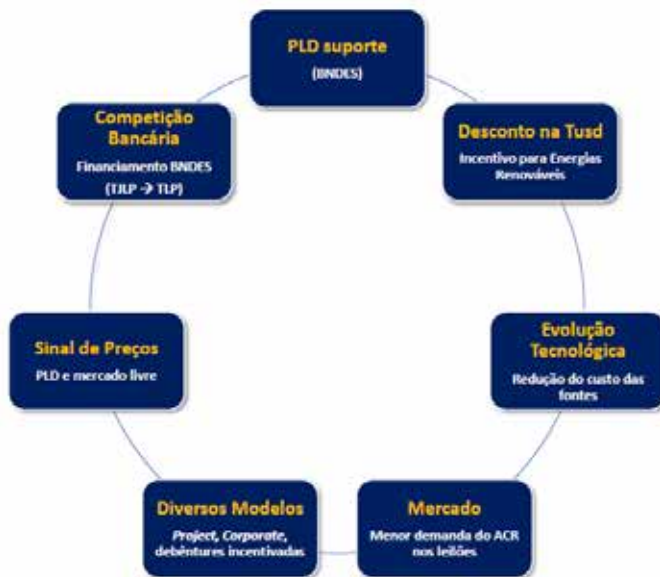 PLD suporte
(BNDES)
Desconto na Tusd
Incentivo para Energias
Renováveis
Evolução
Tecnológica
Redução do custo das
fontes
Mercado
Menor demanda do ACR
nos leilões
Diversos Modelos
Project, Corporate,
debêntures incentivadas
Sinal de Preços
PLD e mercado livre
Competição
Bancária
Financiamento BNDES
(TJLP → TLP)